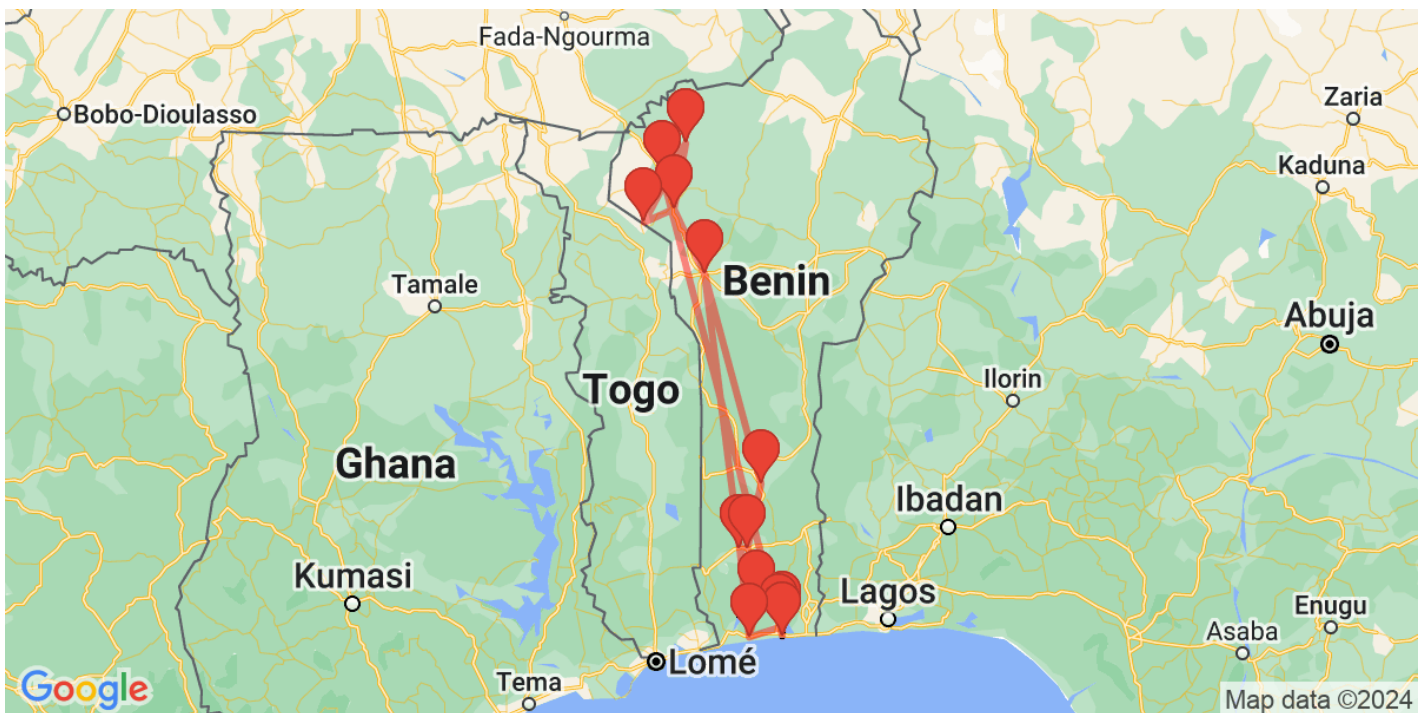 Fada-Ngourma
Zaria
Bobo-Dioulasso
Kaduna
Tamale
Benin
Abuja
Togo
Ilorin
Ghana
Ibadan
Kumasi
Lagos
Enugu
Asaba
Lomé
Tema
Google
Map data ©2024